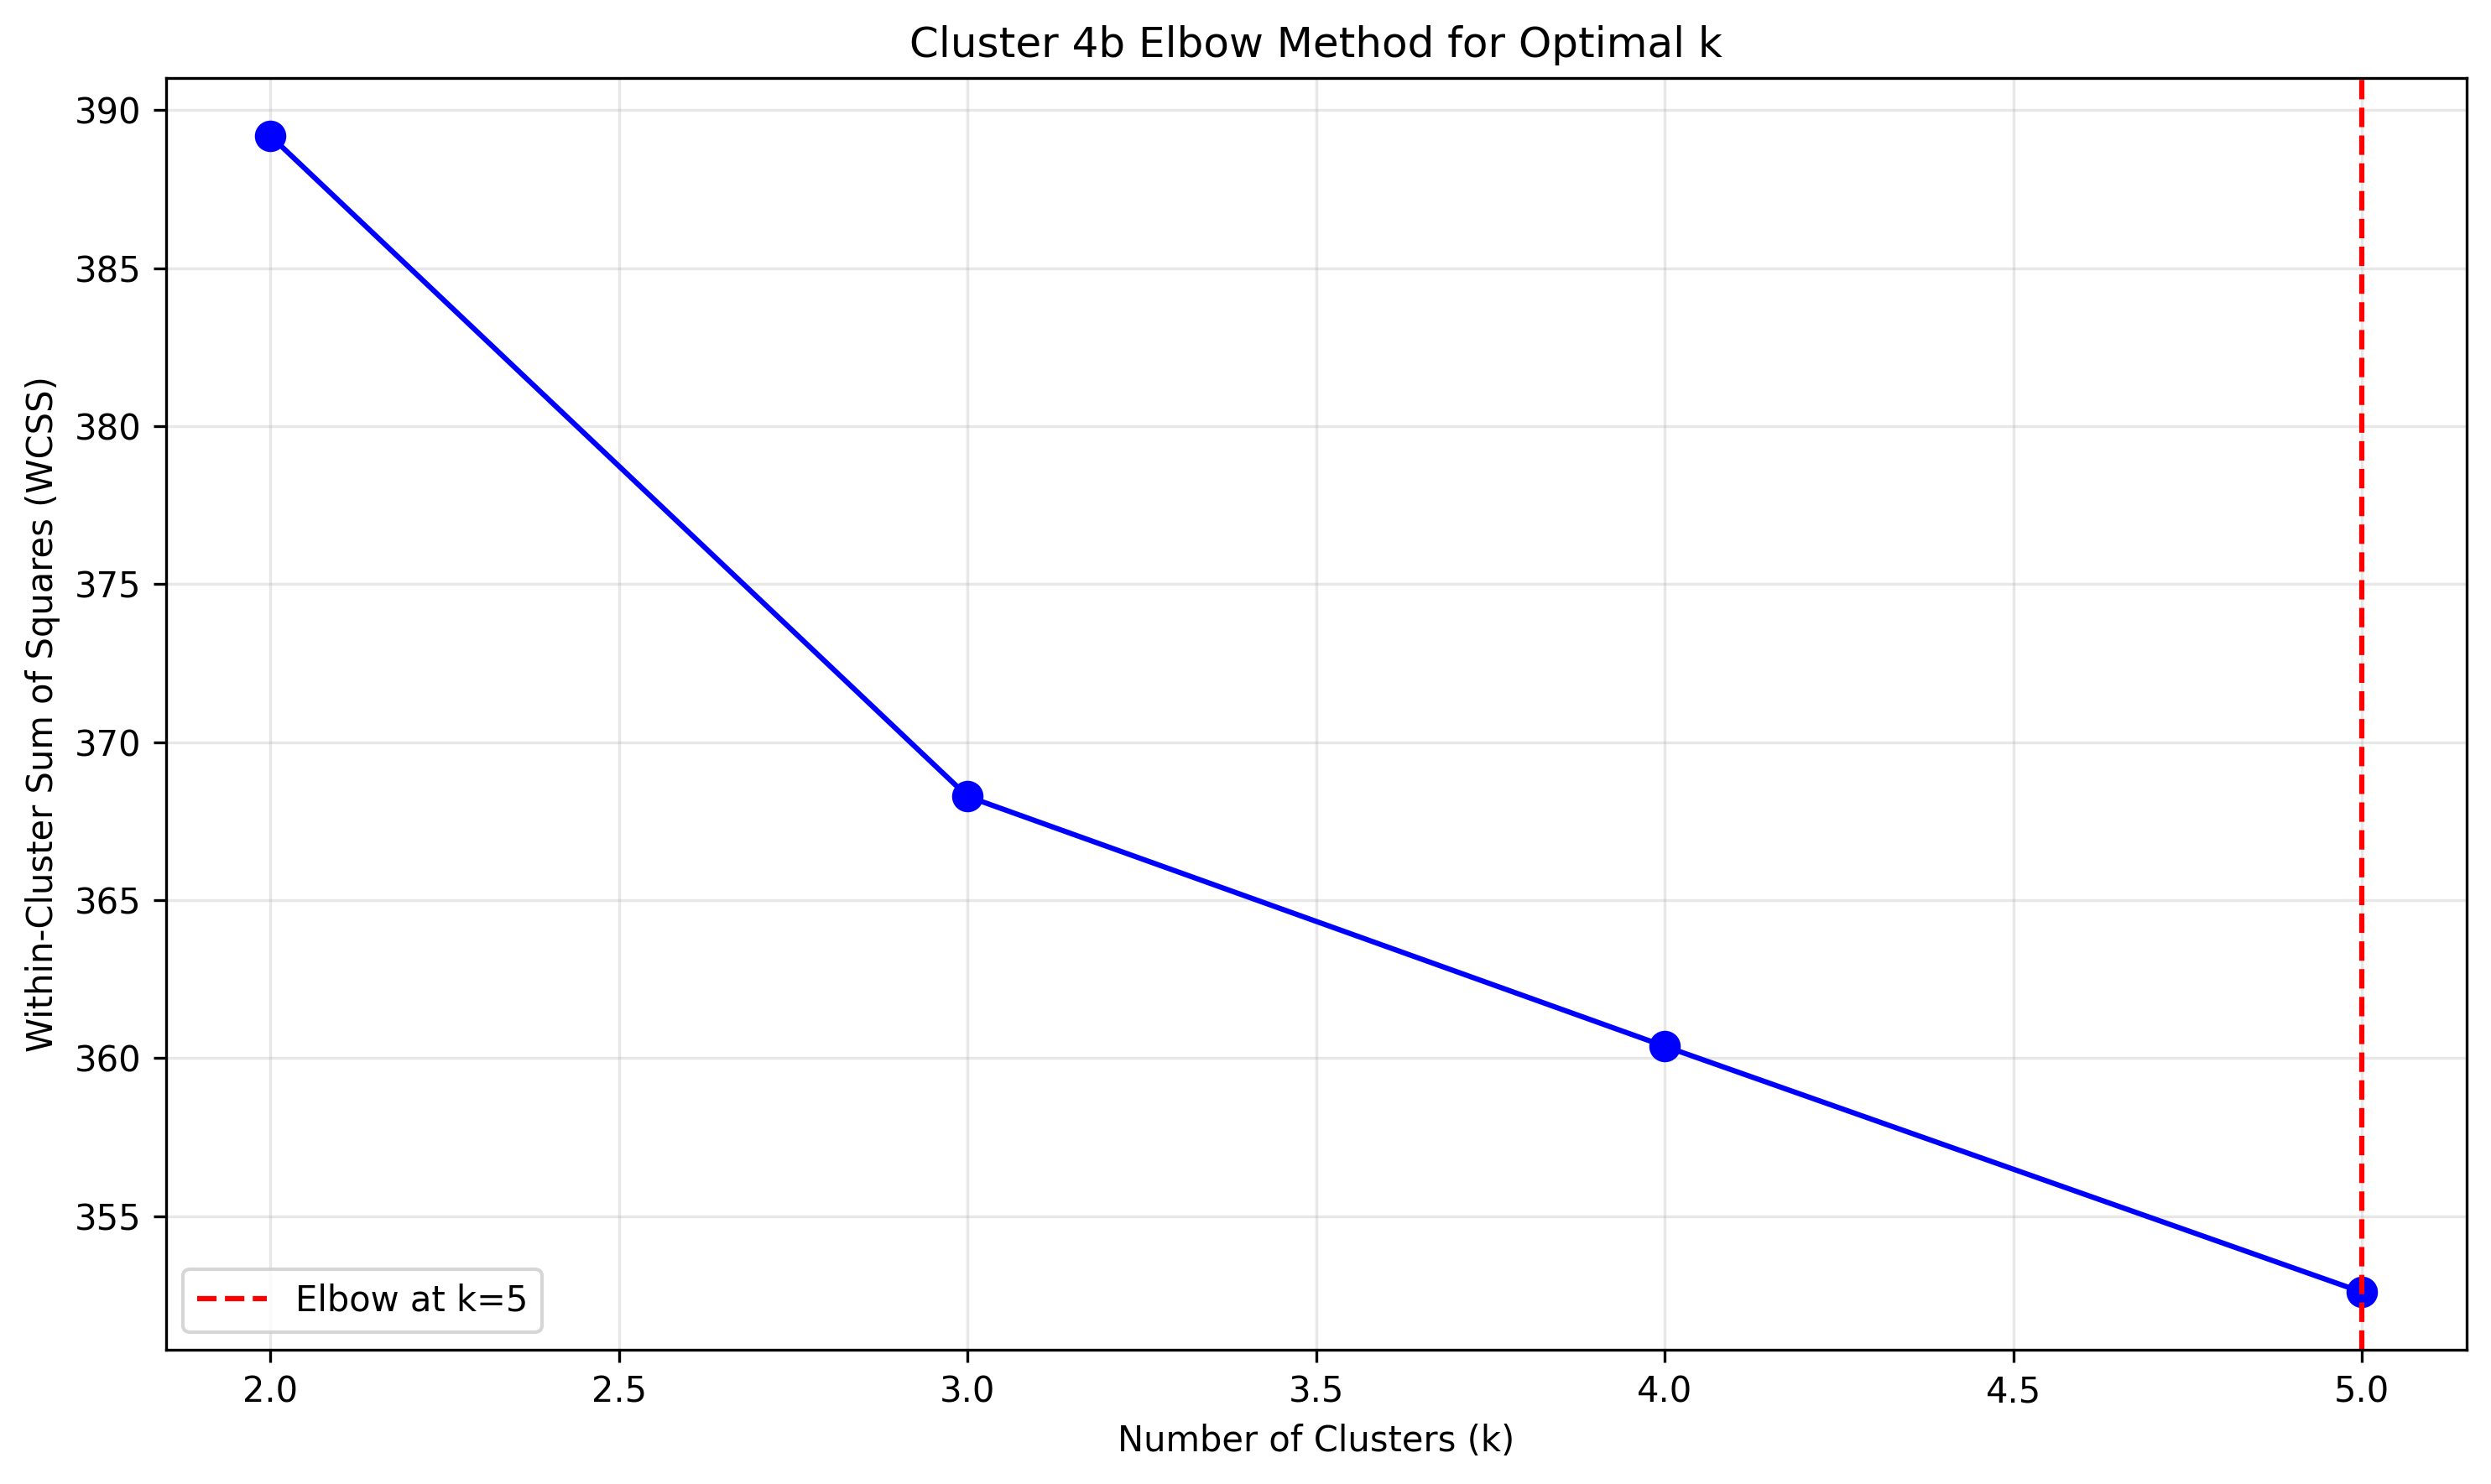 Cluster 4b Elbow Method for Optimal k
Within-Cluster Sum of Squares (WCSS)
390
385
380
375
370
365
360
355
Elbow at k=5
2.0 2.5 3.0 3.5 4.0 4.5 5.0
Number of Clusters (k)